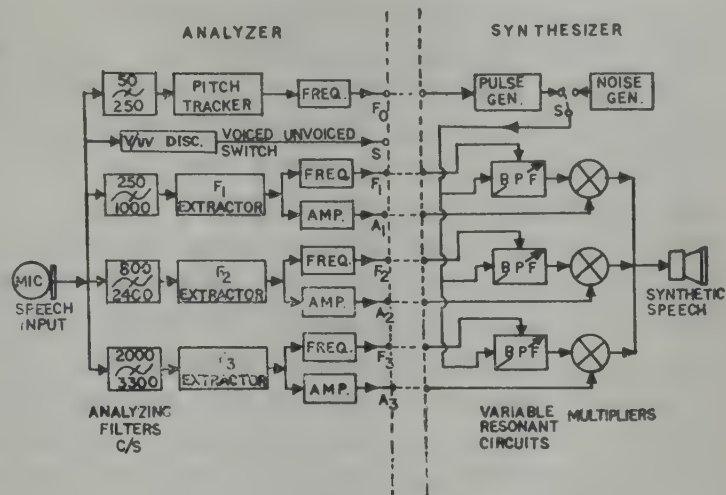 ANALYZER
SYNTHESIZER
50
250
PITCH
TRACKER
FREQ.
F0
PULSE
GEN.
S
NOISE
GEN.
V/UV DISC.
VOICED UNVOICED
SWITCH
S
250
1000
F1
EXTRACTOR
FREQ.
F1
AMP.
A1
BPF
MIC
SPEECH
INPUT
800
2400
F2
EXTRACTOR
FREQ.
F2
AMP.
A2
BPF
SYNTHETIC
SPEECH
2000
3300
F3
EXTRACTOR
FREQ.
F3
AMP.
A3
BPF
ANALYZING
FILTERS
C/S
VARIABLE
RESONANT
CIRCUITS
MULTIPLIERS